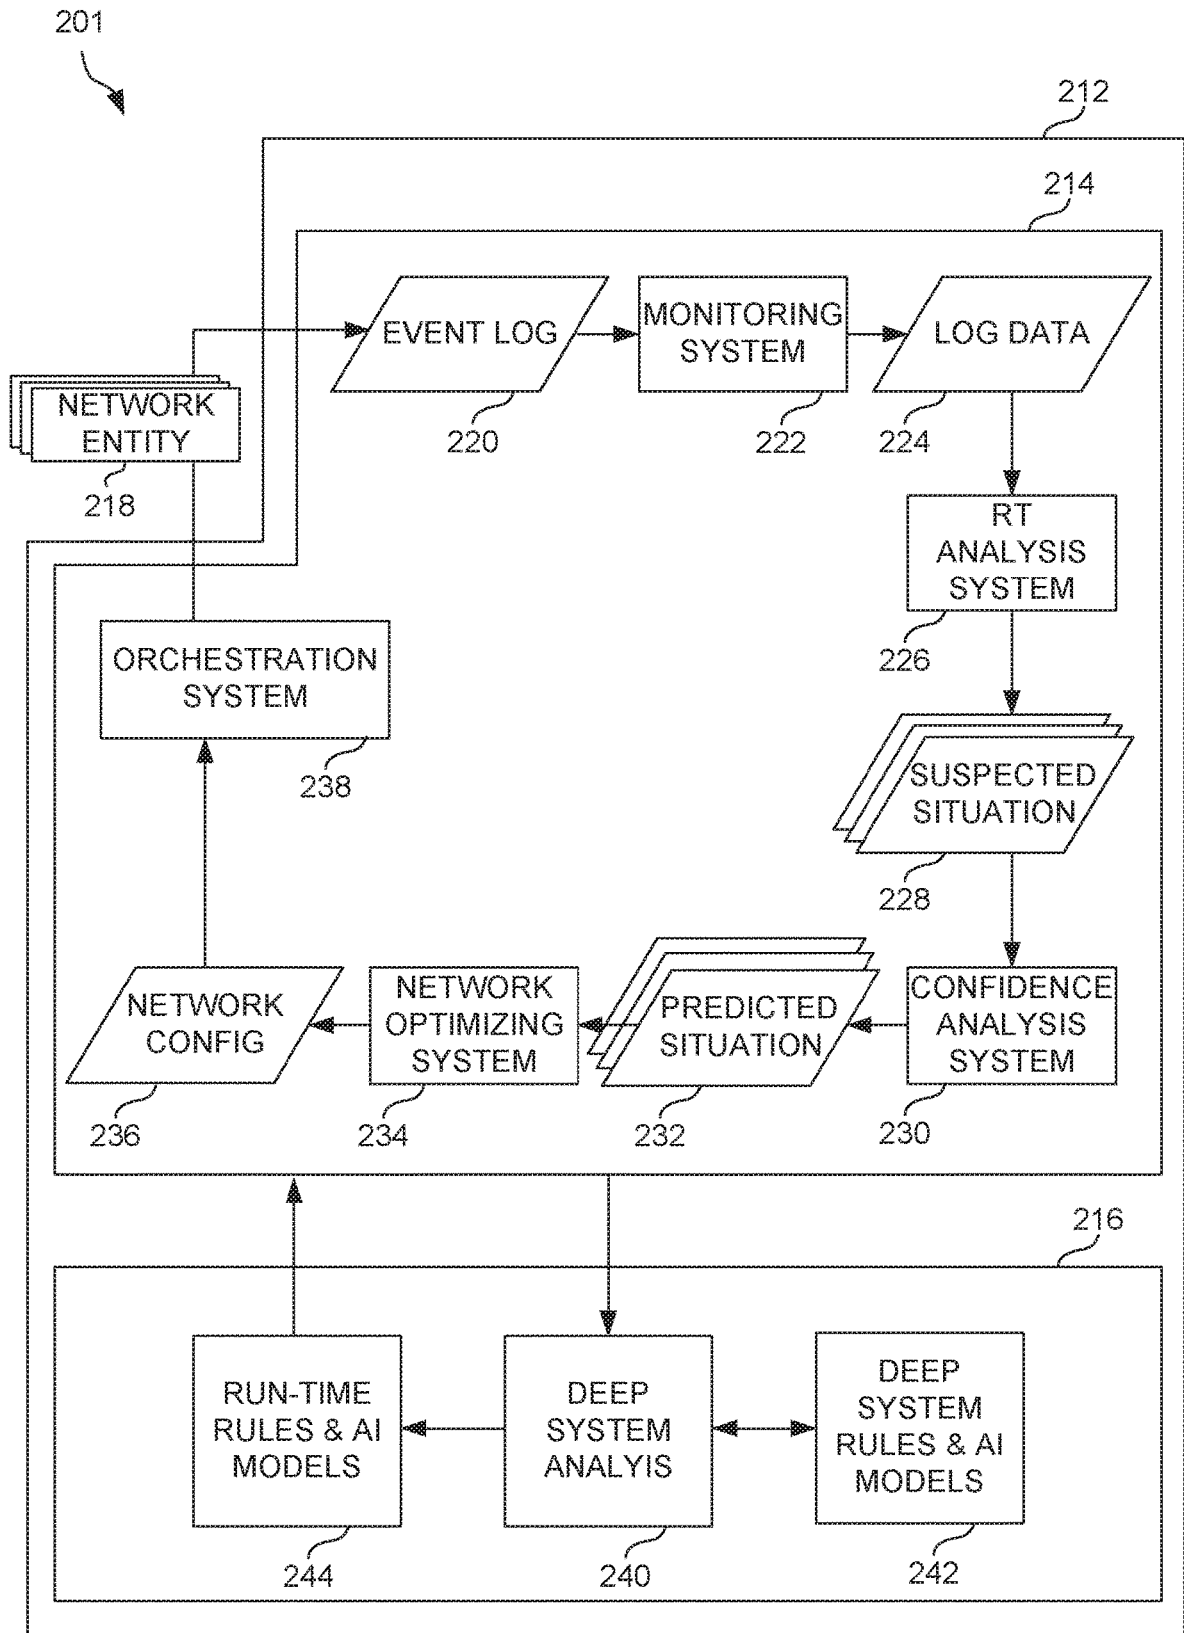 201
212
214
EVENT LOG
220
MONITORING
SYSTEM
222
LOG DATA
224
NETWORK
ENTITY
218
RT
ANALYSIS
SYSTEM
226
ORCHESTRATION
SYSTEM
238
SUSPECTED
SITUATION
228
NETWORK
CONFIG
236
NETWORK
OPTIMIZING
SYSTEM
234
PREDICTED
SITUATION
232
CONFIDENCE
ANALYSIS
SYSTEM
230
216
RUN-TIME
RULES & AI
MODELS
244
DEEP
SYSTEM
ANALYIS
240
DEEP
SYSTEM
RULES & AI
MODELS
242